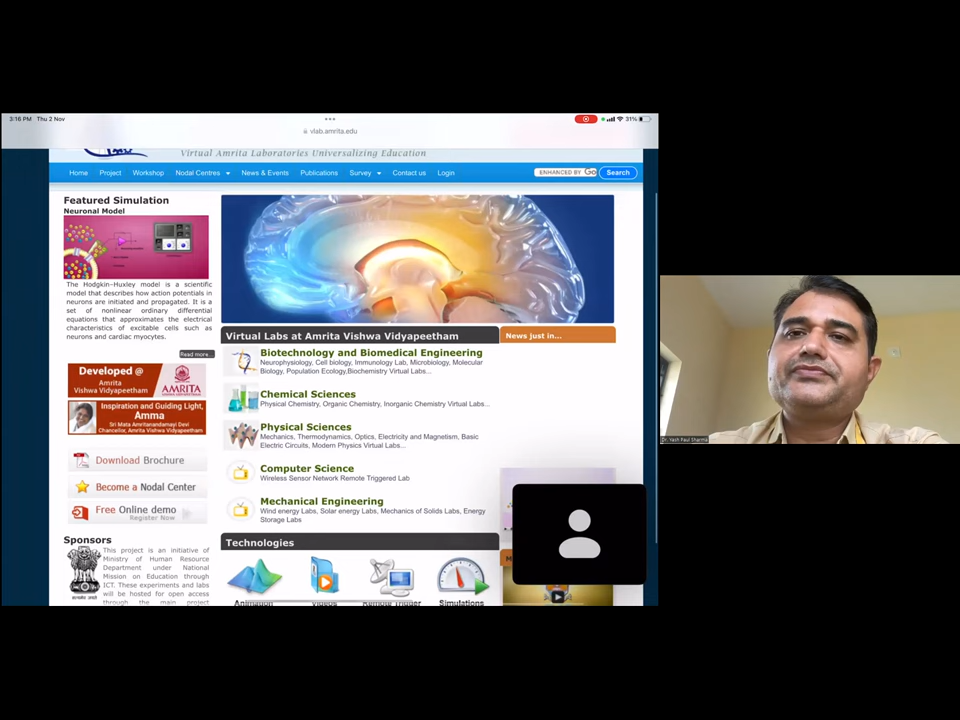 3:16 PM Thu 2 Nov
31%
vlab.amrita.edu
Virtual Amrita Laboratories Universalizing Education
Home Project Workshop Nodal Centres News & Events Publications Survey Contact us Login
ENHANCED BY Go
Search
Featured Simulation
Neuronal Model
The Hodgkin–Huxley model is a scientific
model that describes how action potentials in
neurons are initiated and propagated. It is a
set of nonlinear ordinary differential
equations that approximates the electrical
characteristics of excitable cells such as
neurons and cardiac myocytes.
Read more...
Developed @
Amrita
Vishwa Vidyapeetham
AMRITA
Inspiration and Guiding Light,
Amma
Sri Mata Amritanandamayi Devi
Chancellor, Amrita Vishwa Vidyapeetham
Download Brochure
Become a Nodal Center
Free Online demo
Register Now
Sponsors
This project is an initiative of
Ministry of Human Resource
Department under National
Mission on Education through
ICT. These experiments and labs
will be hosted for open access
through the main project
Virtual Labs at Amrita Vishwa Vidyapeetham
News just in...
Biotechnology and Biomedical Engineering
Neurophysiology, Cell biology, Immunology Lab, Microbiology, Molecular
Biology, Population Ecology,Biochemistry Virtual Labs...
Chemical Sciences
Physical Chemistry, Organic Chemistry, Inorganic Chemistry Virtual Labs...
Physical Sciences
Mechanics, Thermodynamics, Optics, Electricity and Magnetism, Basic
Electric Circuits, Modern Physics Virtual Labs...
Computer Science
Wireless Sensor Network Remote Triggered Lab
Mechanical Engineering
Wind energy Labs, Solar energy Labs, Mechanics of Solids Labs, Energy
Storage Labs
Technologies
Animation Videos Remote Trigger Simulations
Dr. Yash Paul Sharma